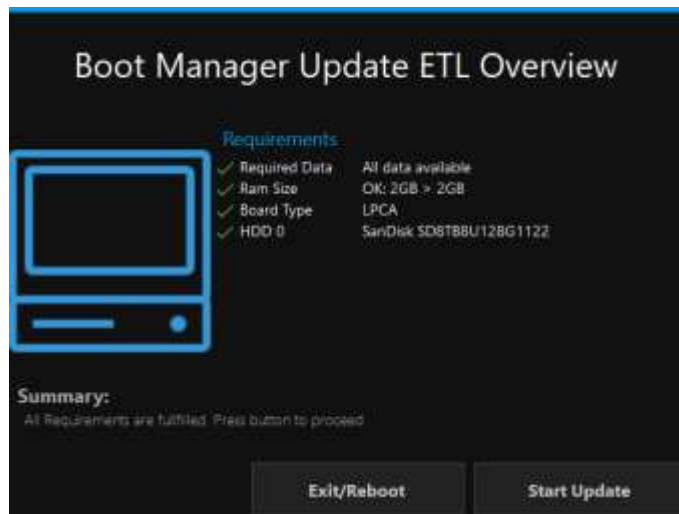 Boot Manager Update ETL Overview
Requirements
Required Data All data available
Ram Size OK: 2GB > 2GB
Board Type LPCA
HDD 0 SanDisk SD8TB8U128G1122
Summary:
All Requirements are fulfilled. Press button to proceed
Exit/Reboot Start Update